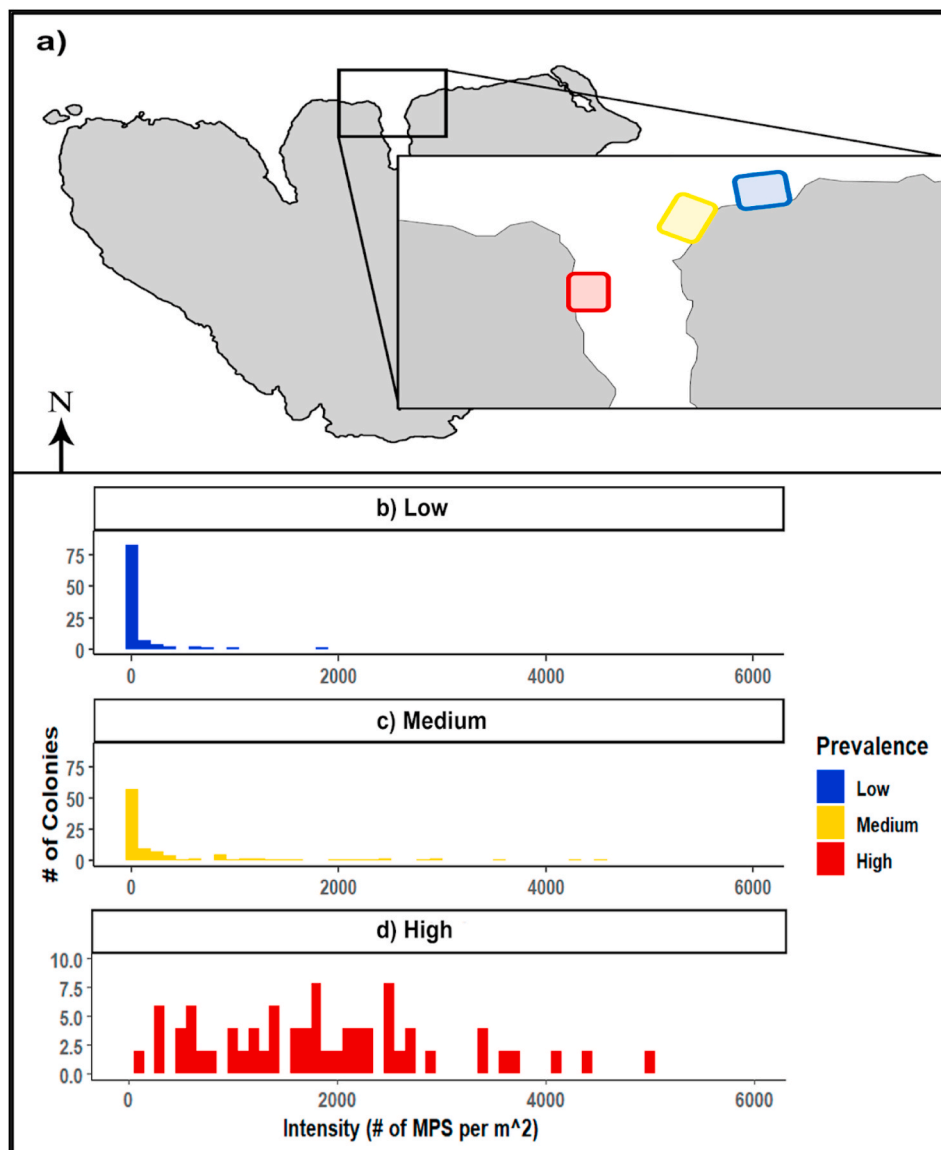 a)
N
b) Low
75
50
25
0
0 2000 4000 6000
c) Medium
75
50
25
0
0 2000 4000 6000
# of Colonies
Prevalence
Low
Medium
High
d) High
10.0
7.5
5.0
2.5
0.0
0 2000 4000 6000
Intensity (# of MPS per m^2)